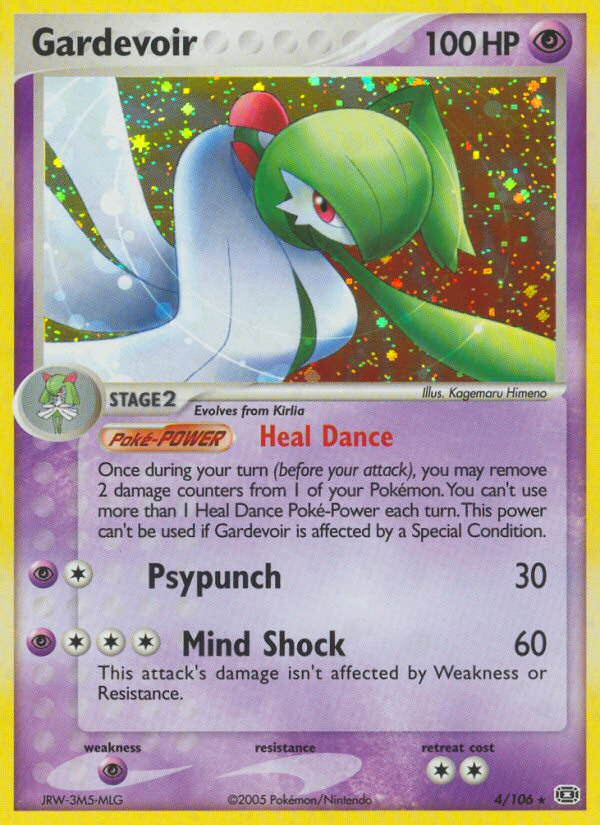 Gardevoir 100 HP
Illus. Kagemaru Himeno
STAGE2
Evolves from Kirlia
Poké-POWER Heal Dance
Once during your turn (before your attack), you may remove
2 damage counters from 1 of your Pokémon. You can't use
more than 1 Heal Dance Poké-Power each turn. This power
can't be used if Gardevoir is affected by a Special Condition.
Psypunch 30
Mind Shock 60
This attack's damage isn't affected by Weakness or
Resistance.
weakness resistance retreat cost
JRW-3M5-MLG ©2005 Pokémon/Nintendo 4/106 ★